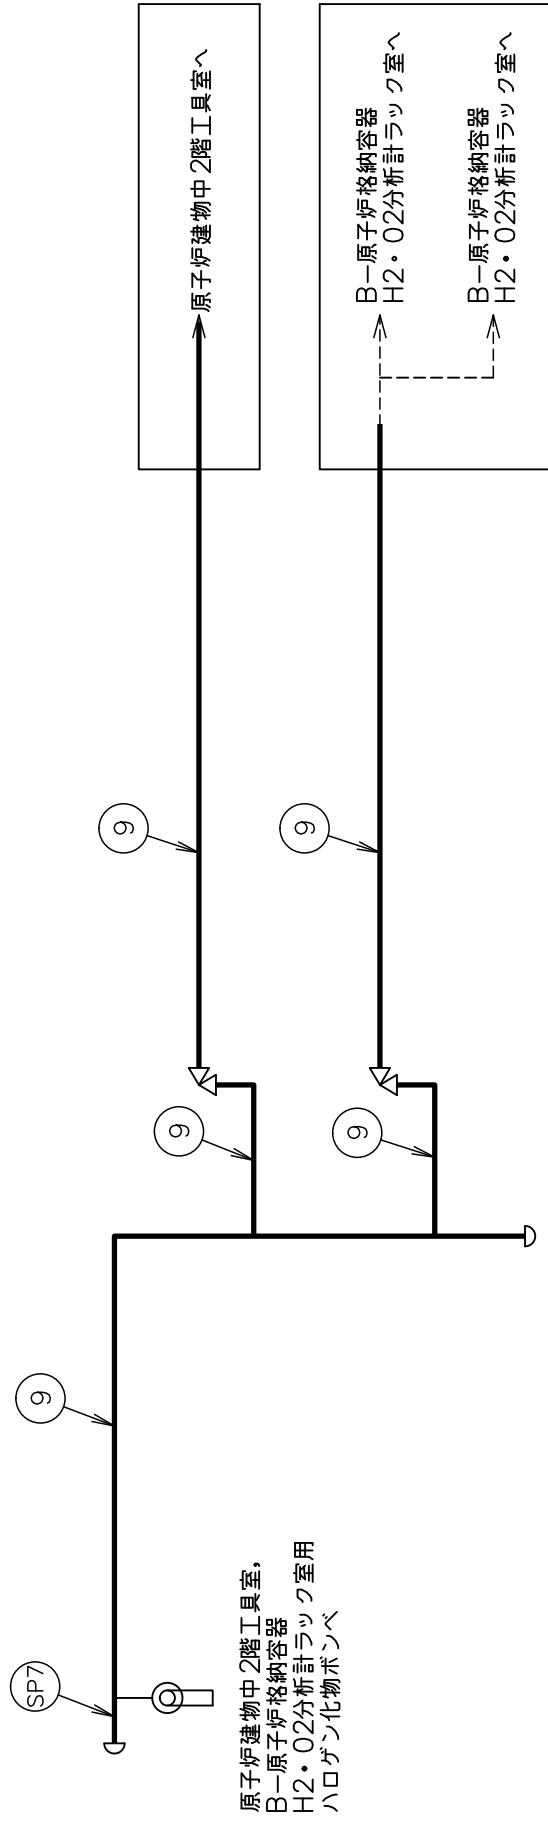 SP7
9
9
9
原子炉建物中2階工具室へ
9
9
B－原子炉格納容器
H2・O2分析計ラック室へ
B－原子炉格納容器
H2・O2分析計ラック室へ
原子炉建物中2階工具室,
B－原子炉格納容器
H2・O2分析計ラック室用
ハロゲン化物ボンベ